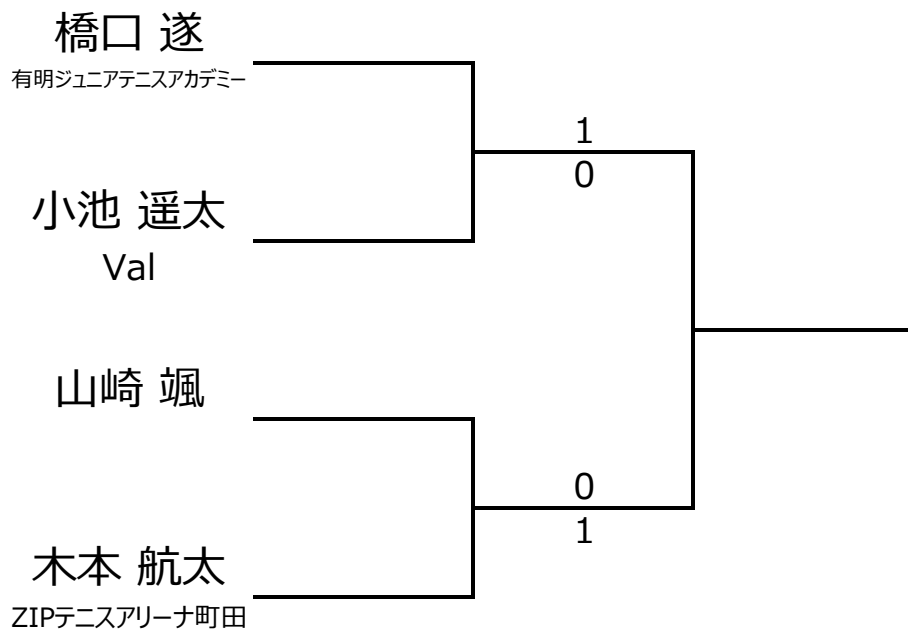 橋口 遂
有明ジュニアテニスアカデミー
1
0
小池 遥太
Val
山崎 颯
0
1
木本 航太
ZIPテニスアリーナ町田